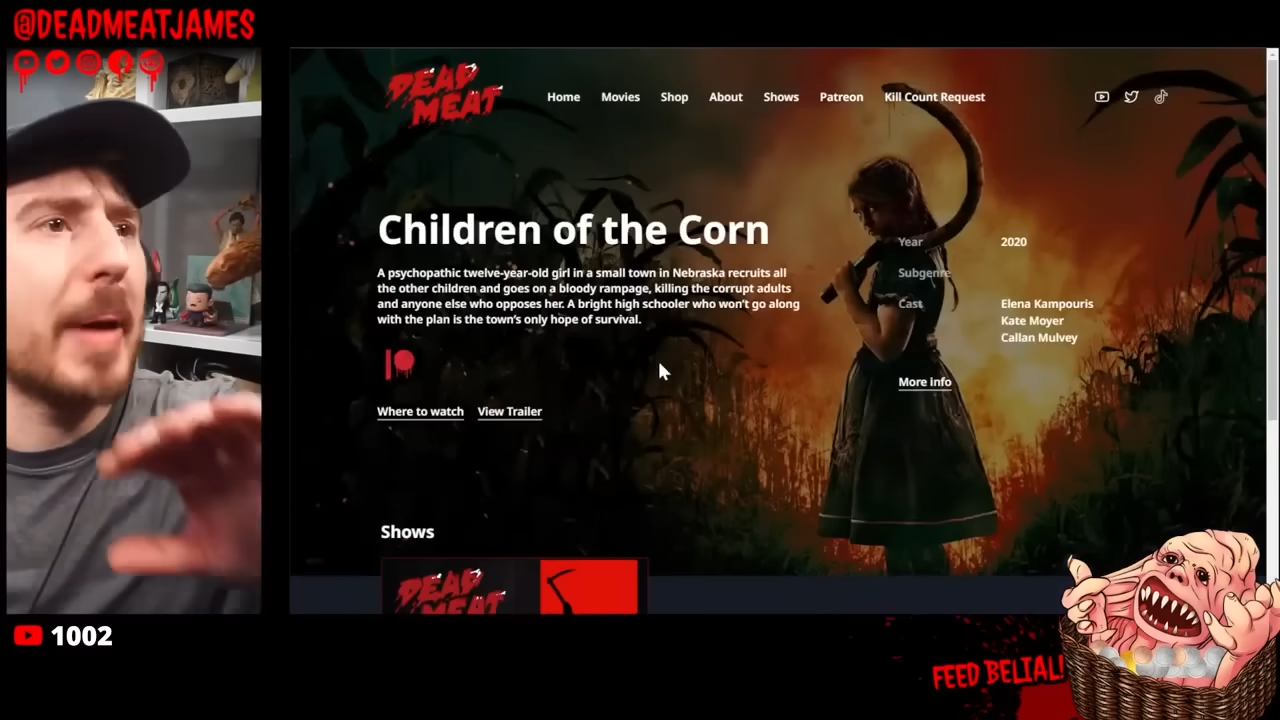 @DEADMEATJAMES
DEAD MEAT
Home Movies Shop About Shows Patreon Kill Count Request
Children of the Corn
A psychopathic twelve-year-old girl in a small town in Nebraska recruits all
the other children and goes on a bloody rampage, killing the corrupt adults
and anyone else who opposes her. A bright high schooler who won't go along
with the plan is the town's only hope of survival.
Where to watch View Trailer
Year 2020
Subgenre
Cast Elena Kampouris
Kate Moyer
Callan Mulvey
More info
Shows
DEAD MEAT
1002
FEED BELIAL!